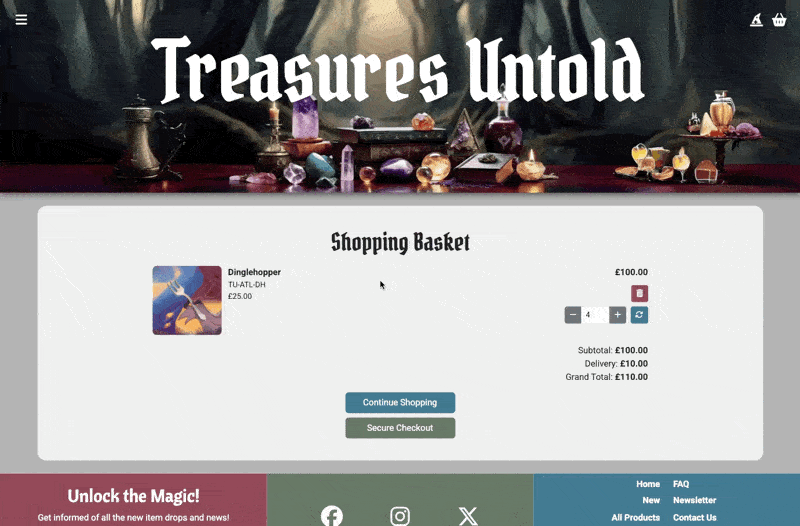 Treasures Untold
Shopping Basket
Dinglehopper
TU-ATL-DH
£25.00
£100.00
4
Subtotal: £100.00
Delivery: £10.00
Grand Total: £110.00
Continue Shopping
Secure Checkout
Unlock the Magic!
Get informed of all the new item drops and news!
Home
FAQ
New
Newsletter
All Products
Contact Us